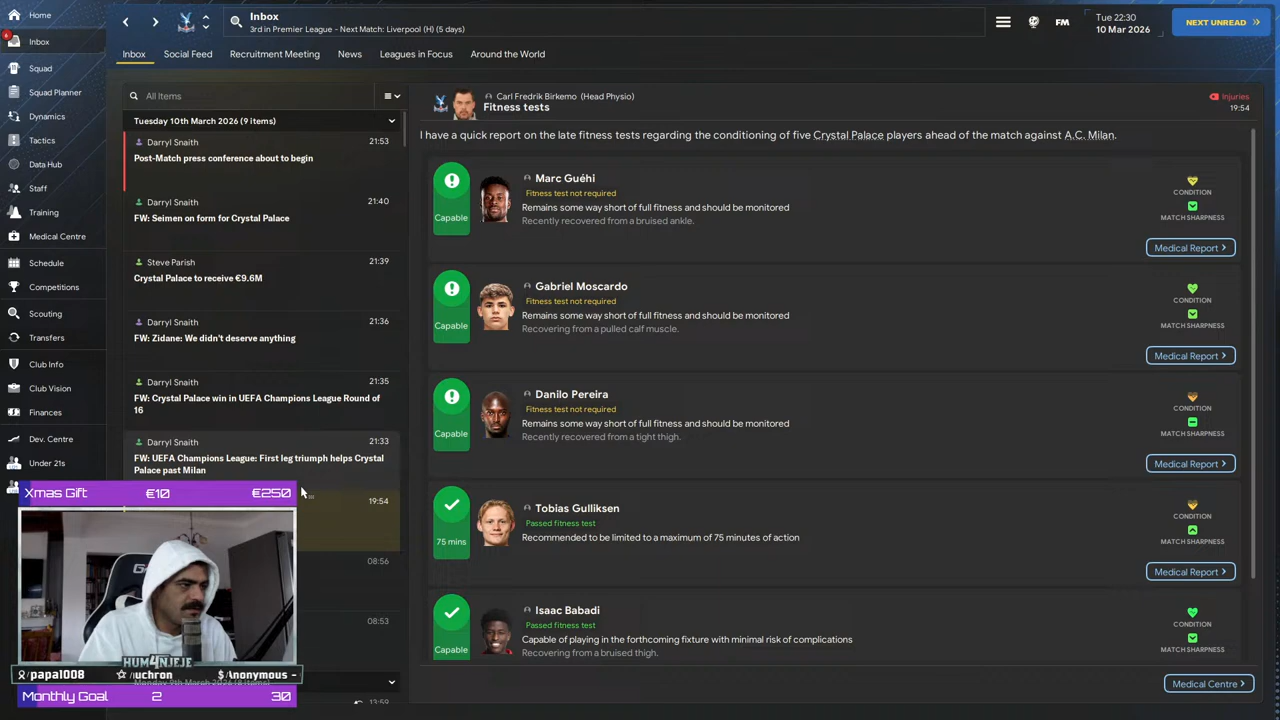 Home
6
Inbox
Squad
Squad Planner
Dynamics
Tactics
Data Hub
Staff
Training
Medical Centre
Schedule
Competitions
Scouting
Transfers
Club Info
Club Vision
Finances
Dev. Centre
Under 21s
Inbox
3rd in Premier League - Next Match: Liverpool (H) (5 days)
FM
Tue 22:30
10 Mar 2026
NEXT UNREAD
Inbox
Social Feed
Recruitment Meeting
News
Leagues in Focus
Around the World
All Items
Tuesday 10th March 2026 (9 items)
Darryl Snaith 21:53
Post-Match press conference about to begin
Darryl Snaith 21:40
FW: Seimen on form for Crystal Palace
Steve Parish 21:39
Crystal Palace to receive €9.6M
Darryl Snaith 21:36
FW: Zidane: We didn't deserve anything
Darryl Snaith 21:35
FW: Crystal Palace win in UEFA Champions League Round of
16
Darryl Snaith 21:33
FW: UEFA Champions League: First leg triumph helps Crystal
Palace past Milan
19:54
08:56
08:53
13:59
Carl Fredrik Birkemo (Head Physio)
Fitness tests
Injuries
19:54
I have a quick report on the late fitness tests regarding the conditioning of five Crystal Palace players ahead of the match against A.C. Milan.
Capable
Marc Guéhi
Fitness test not required
Remains some way short of full fitness and should be monitored
Recently recovered from a bruised ankle.
CONDITION
MATCH SHARPNESS
Medical Report
Capable
Gabriel Moscardo
Fitness test not required
Remains some way short of full fitness and should be monitored
Recovering from a pulled calf muscle.
CONDITION
MATCH SHARPNESS
Medical Report
Capable
Danilo Pereira
Fitness test not required
Remains some way short of full fitness and should be monitored
Recently recovered from a tight thigh.
CONDITION
MATCH SHARPNESS
Medical Report
75 mins
Tobias Gulliksen
Passed fitness test
Recommended to be limited to a maximum of 75 minutes of action
CONDITION
MATCH SHARPNESS
Medical Report
Capable
Isaac Babadi
Passed fitness test
Capable of playing in the forthcoming fixture with minimal risk of complications
Recovering from a bruised thigh.
CONDITION
MATCH SHARPNESS
Medical Centre
Xmas Gift €10 €250
HUM4NJEJE
papa1008
Anonymous -
Monthly Goal 2 30